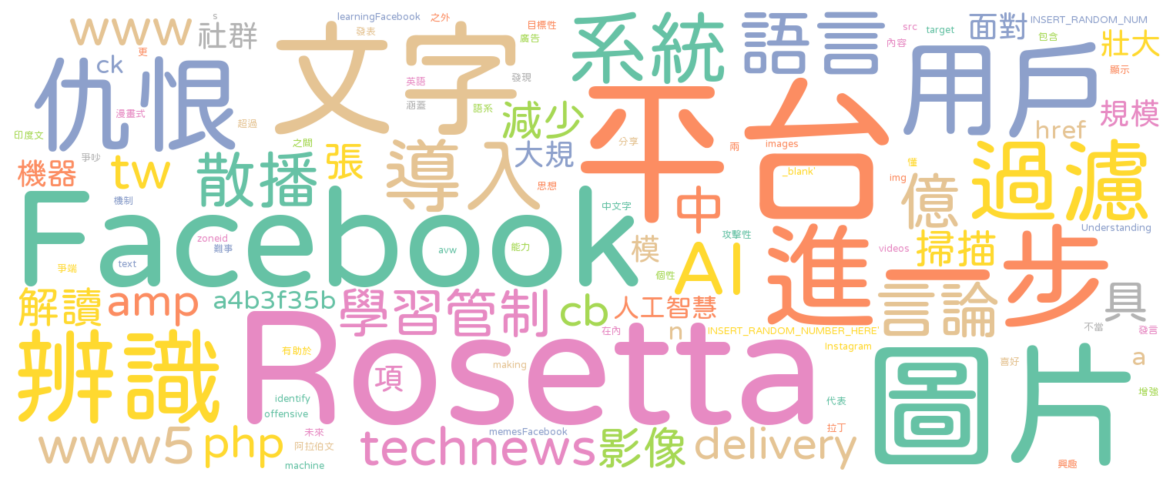 www
s
社群
更
ck
仇恨
漫畫式
印度文
爭吵
超過
文字
learningFacebook
發表
之外
目標性
廣告
英語
涵蓋
發現
語系
之間
系統
減少
大規
語言
內容
src
target
面對
INSERT_RANDOM_NUM
包含
壯大
顯示
用戶
規模
href
機器
tw
機制
散播
張
導入
思想
分享
平台
兩
images
_blank'
懂
img
億
過濾
Understanding
Facebook
zoneid
難事
爭端
text
avw
能力
中文字
中
攻擊性
模
個性
AI
進
videos
掃描
步
言論
具
不當
發言
解讀
amp
a4b3f35b
學習管制
cb
人工智慧
在內
n
INSERT_RANDOM_NUMBER_HERE'
Instagram
辨識
有助於
Rosetta
項
making
identify
offensive
未來
阿拉伯文
machine
代表
拉丁
圖片
喜好
a
增強
興趣
www5
php
technews
memesFacebook
影像
delivery